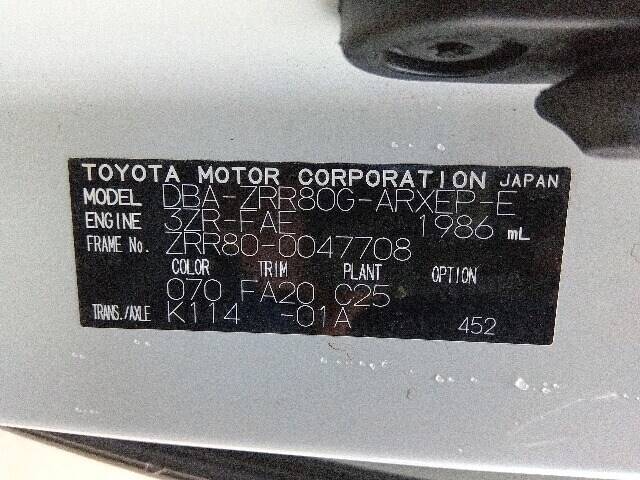 TOYOTA MOTOR CORPORATION JAPAN
MODEL DBA-ZRR80G-ARXEP-E
ENGINE 3ZR-FAE 1986 mL
FRAME No. ZRR80-0047708
COLOR TRIM PLANT OPTION
070 FA20 C25
TRANS./AXLE K114 -01A 452